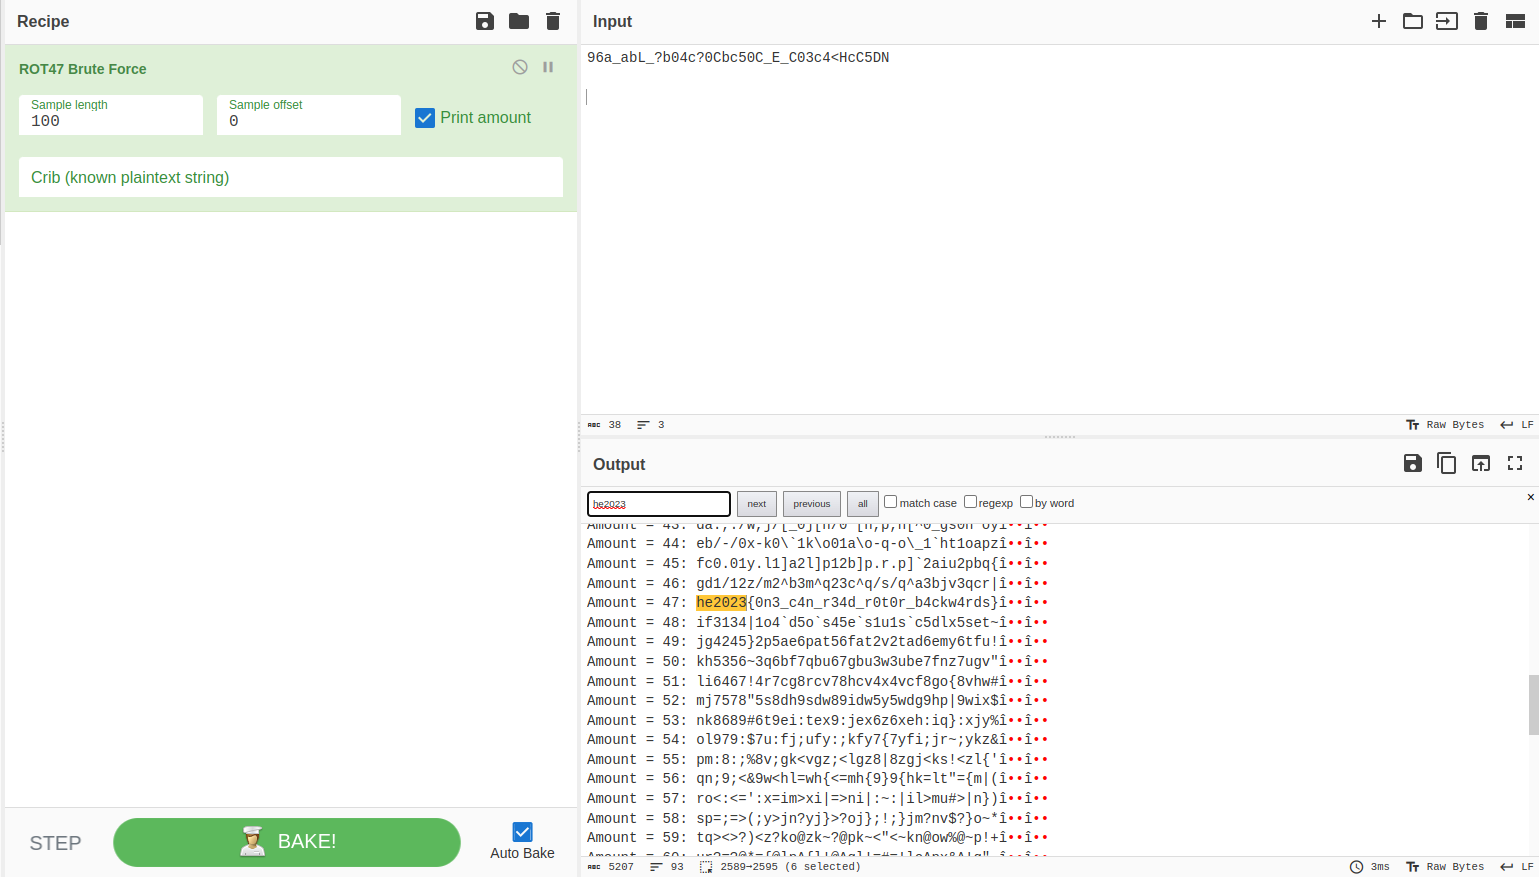 Recipe
ROT47 Brute Force
Sample length
100
Sample offset
0
Print amount
Crib (known plaintext string)
STEP
BAKE!
Auto Bake
Input
96a_abL_?b04c?0Cbc50C_E_C03c4<HcC5DN
ABC 38 3
Raw Bytes LF
Output
he2023
next previous all match case regexp by word ×
Amount = 44: eb/-/0x-k0\`1k\o01a\o-q-o\_1`ht1oapzî••î••
Amount = 45: fc0.01y.l1]a2l]p12b]p.r.p]`2aiu2pbq{î••î••
Amount = 46: gd1/12z/m2^b3m^q23c^q/s/q^a3bjv3qcr|î••î••
Amount = 47: he2023{0n3_c4n_r34d_r0t0r_b4ckw4rds}î••î••
Amount = 48: if3134|1o4`d5o`s45e`s1u1s`c5dlx5set~î••î••
Amount = 49: jg4245}2p5ae6pat56fat2v2tad6emy6tfu!î••î••
Amount = 50: kh5356~3q6bf7qbu67gbu3w3ube7fnz7ugv"î••î••
Amount = 51: li6467!4r7cg8rcv78hcv4x4vcf8go{8vhw#î••î••
Amount = 52: mj7578"5s8dh9sdw89idw5y5wdg9hp|9wix$î••î••
Amount = 53: nk8689#6t9ei:tex9:jex6z6xeh:iq}:xjy%î••î••
Amount = 54: ol979:$7u:fj;ufy:;kfy7{7yfi;jr~;ykz&î••î••
Amount = 55: pm:8:;%8v;gk<vgz;<lgz8|8zgj<ks!<zl{'î••î••
Amount = 56: qn;9;<&9w<hl=wh{<=mh{9}9{hk=lt"={m|(î••î••
Amount = 57: ro<:<=':x=im>xi|=>ni|:~:|il>mu#>|n})î••î••
Amount = 58: sp=;=>(;y>jn?yj}>?oj};!;}jm?nv$?}o~*î••î••
Amount = 59: tq><>?)<z?ko@zk~?@pk~<"<~kn@ow%@~p!+î••î••
ABC 5207 93 2589→2595 (6 selected)
3ms Raw Bytes LF